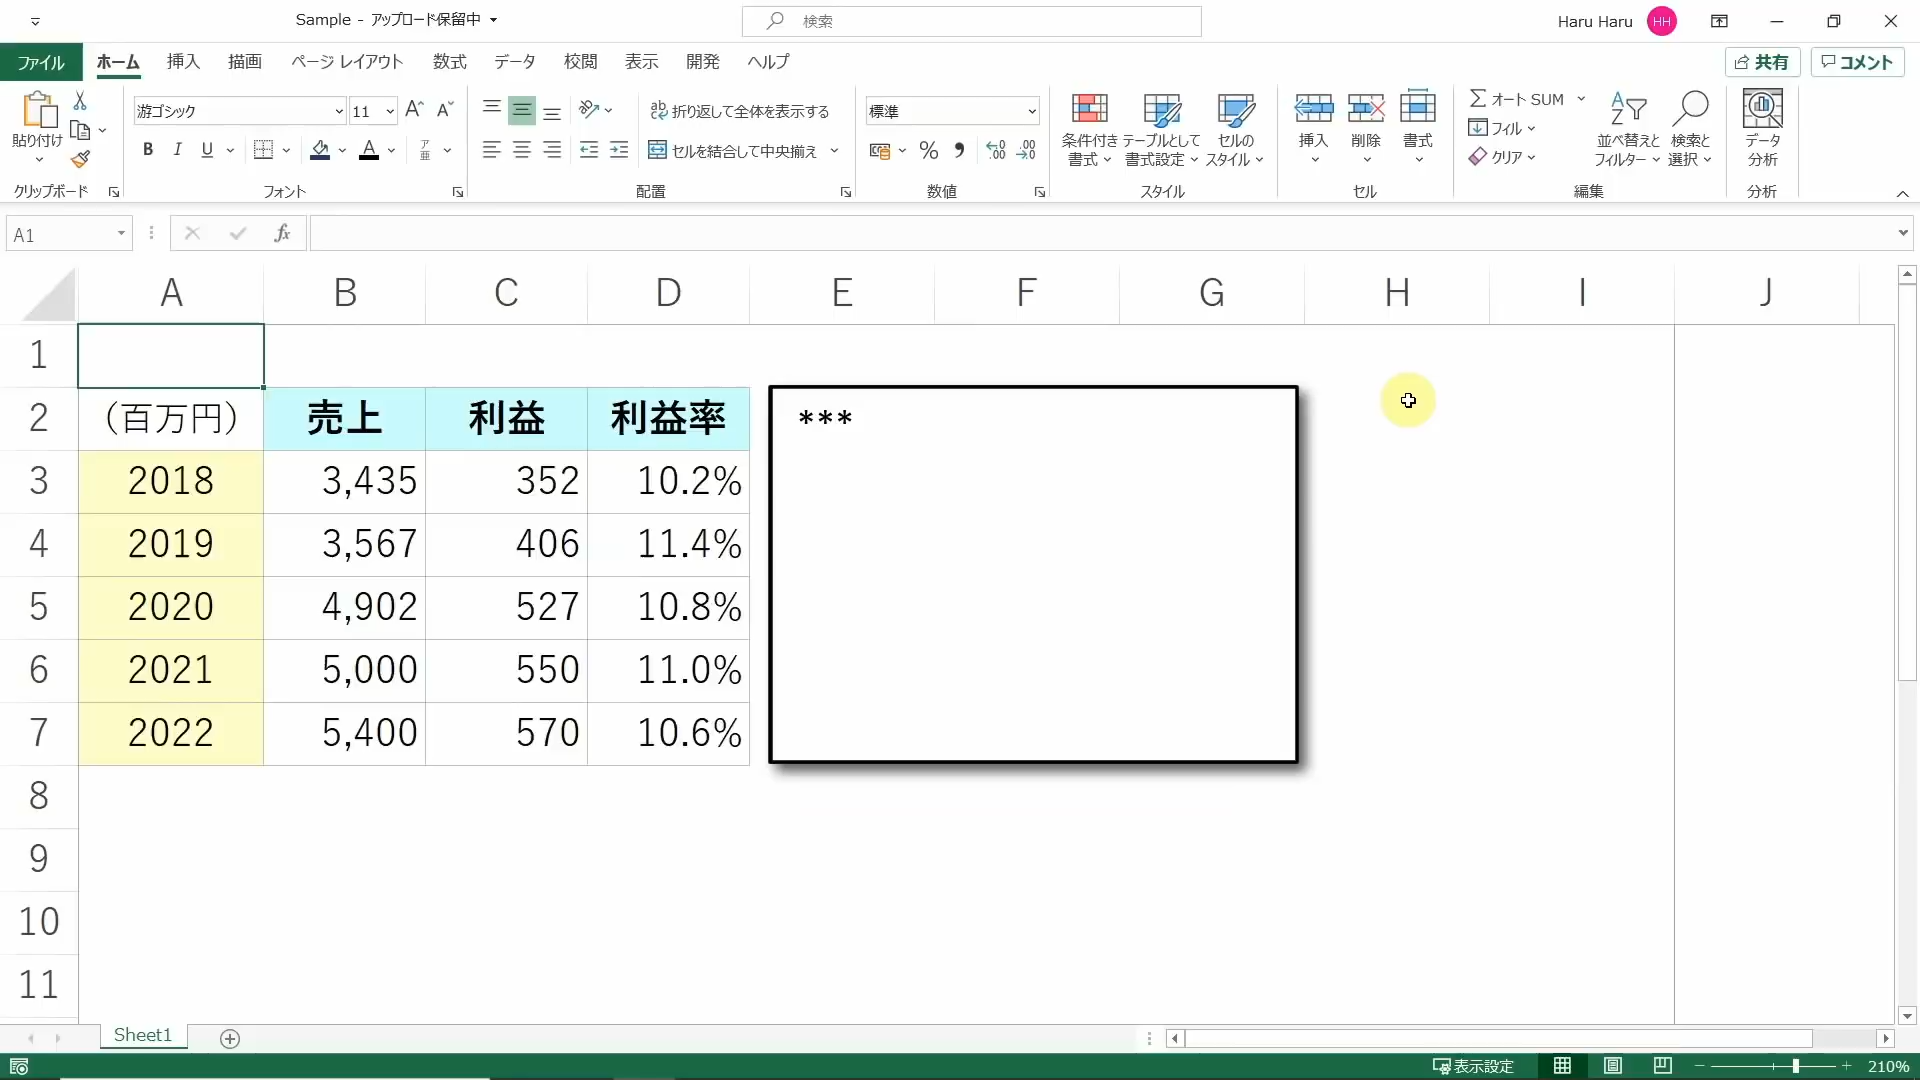 Sample - アップロード保留中
検索
Haru Haru
HH
ファイル
ホーム
挿入
描画
ページ レイアウト
数式
データ
校閲
表示
開発
ヘルプ
共有
コメント
貼り付け
クリップボード
游ゴシック
11
B I U
フォント
折り返して全体を表示する
セルを結合して中央揃え
配置
標準
数値
条件付き
書式
テーブルとして
書式設定
セルの
スタイル
スタイル
挿入
削除
書式
セル
オート SUM
フィル
クリア
並べ替えと
フィルター
検索と
選択
編集
データ
分析
分析
A1
fx
A B C D E F G H I J
1
2 （百万円） 売上 利益 利益率
3 2018 3,435 352 10.2%
4 2019 3,567 406 11.4%
5 2020 4,902 527 10.8%
6 2021 5,000 550 11.0%
7 2022 5,400 570 10.6%
8
9
10
11
***
Sheet1
表示設定
210%